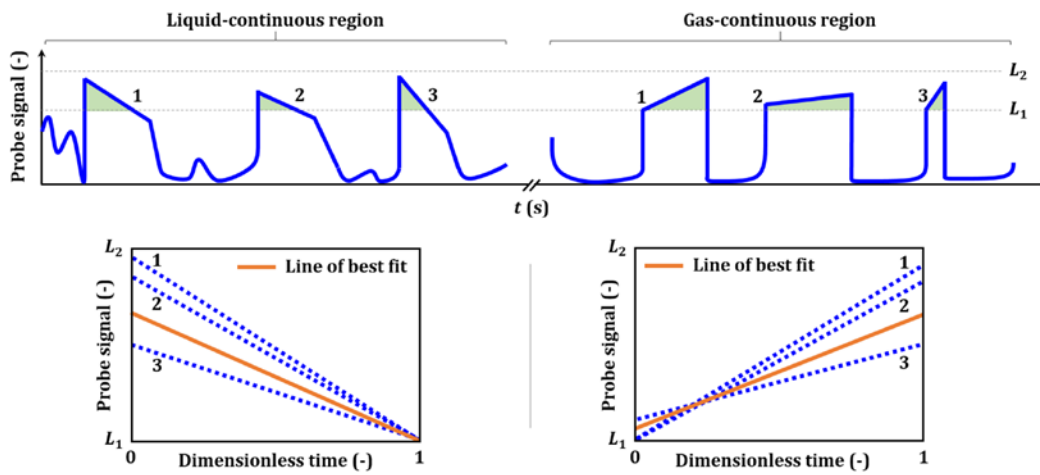 Liquid-continuous region
Gas-continuous region
Probe signal (-)
1
2
3
1
2
3
L₂
L₁
t (s)
L₂
1
2
3
Line of best fit
Probe signal (-)
L₁
0
1
Dimensionless time (-)
L₂
Line of best fit
1
2
3
Probe signal (-)
L₁
0
1
Dimensionless time (-)